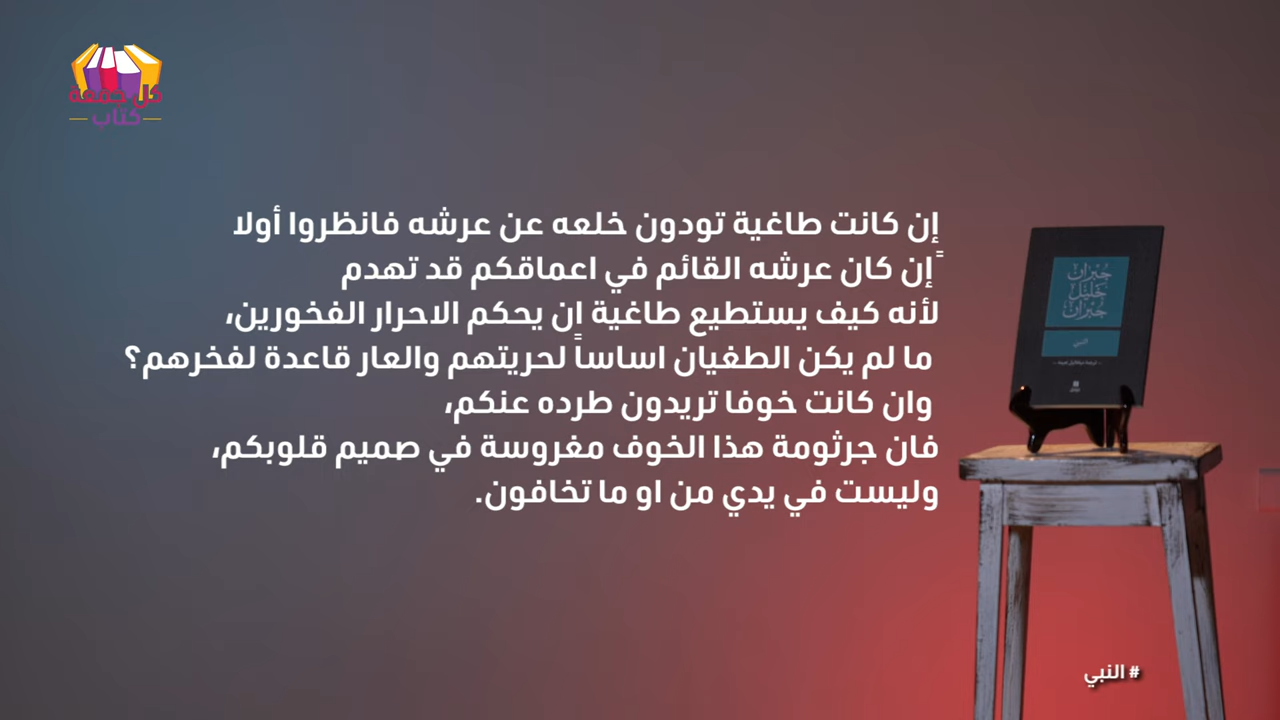 كل جمعة
كتاب
إن كانت طاغية تودون خلعه عن عرشه فانظروا أولا
ًإن كان عرشه القائم في اعماقكم قد تهدم
لأنه كيف يستطيع طاغية إن يحكم الاحرار الفخورين،
ما لم يكن الطغيان اساساً لحريتهم والعار قاعدة لفخرهم؟
وان كانت خوفا تريدون طرده عنكم،
فان جرثومة هذا الخوف مغروسة في صميم قلوبكم،
وليست في يدي من او ما تخافون.
جبران
خليل
جبران
النبي
# النبي